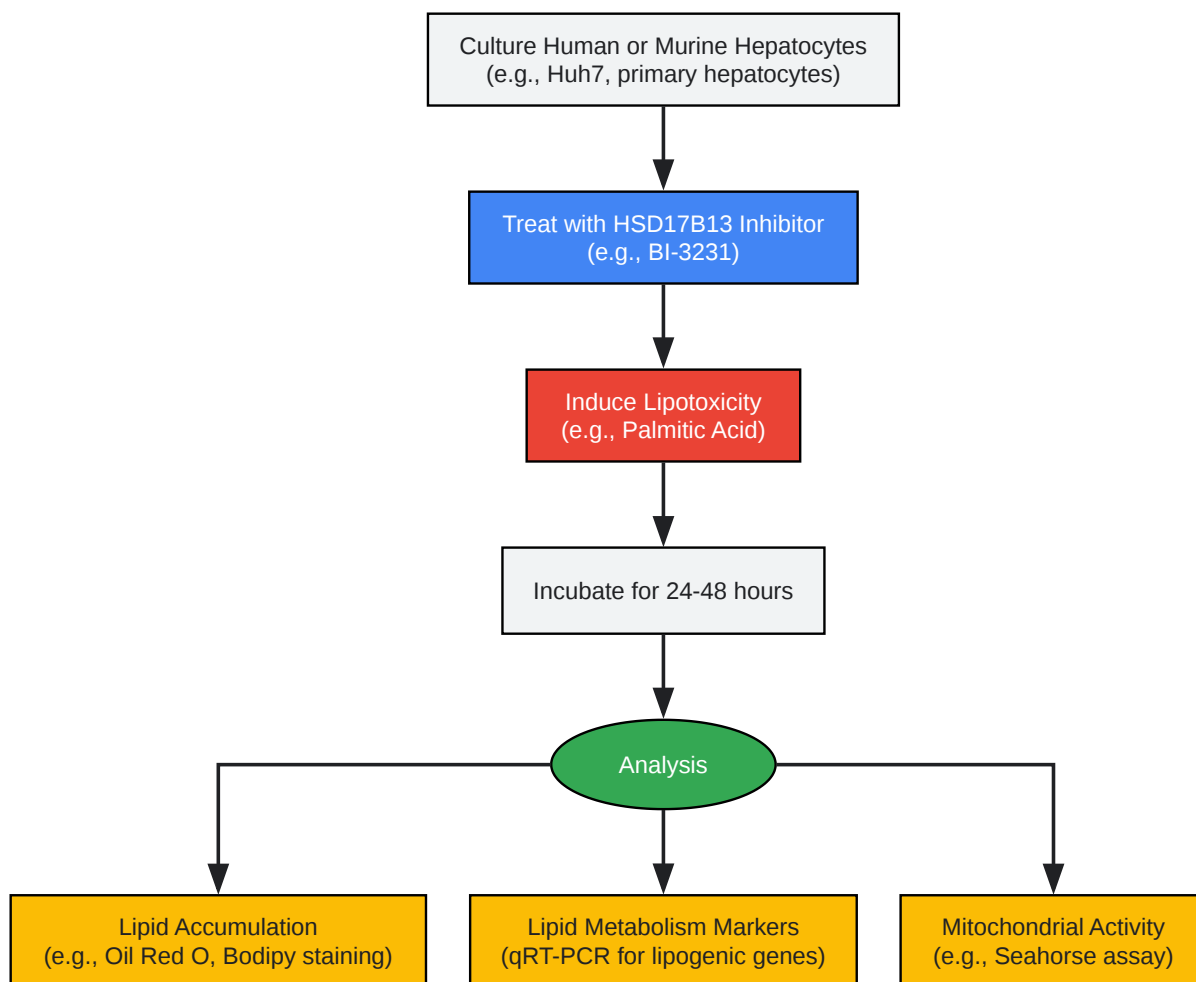 Culture Human or Murine Hepatocytes
(e.g., Huh7, primary hepatocytes)
Treat with HSD17B13 Inhibitor
(e.g., BI-3231)
Induce Lipotoxicity
(e.g., Palmitic Acid)
Incubate for 24-48 hours
Analysis
Lipid Accumulation
(e.g., Oil Red O, Bodipy staining)
Lipid Metabolism Markers
(qRT-PCR for lipogenic genes)
Mitochondrial Activity
(e.g., Seahorse assay)